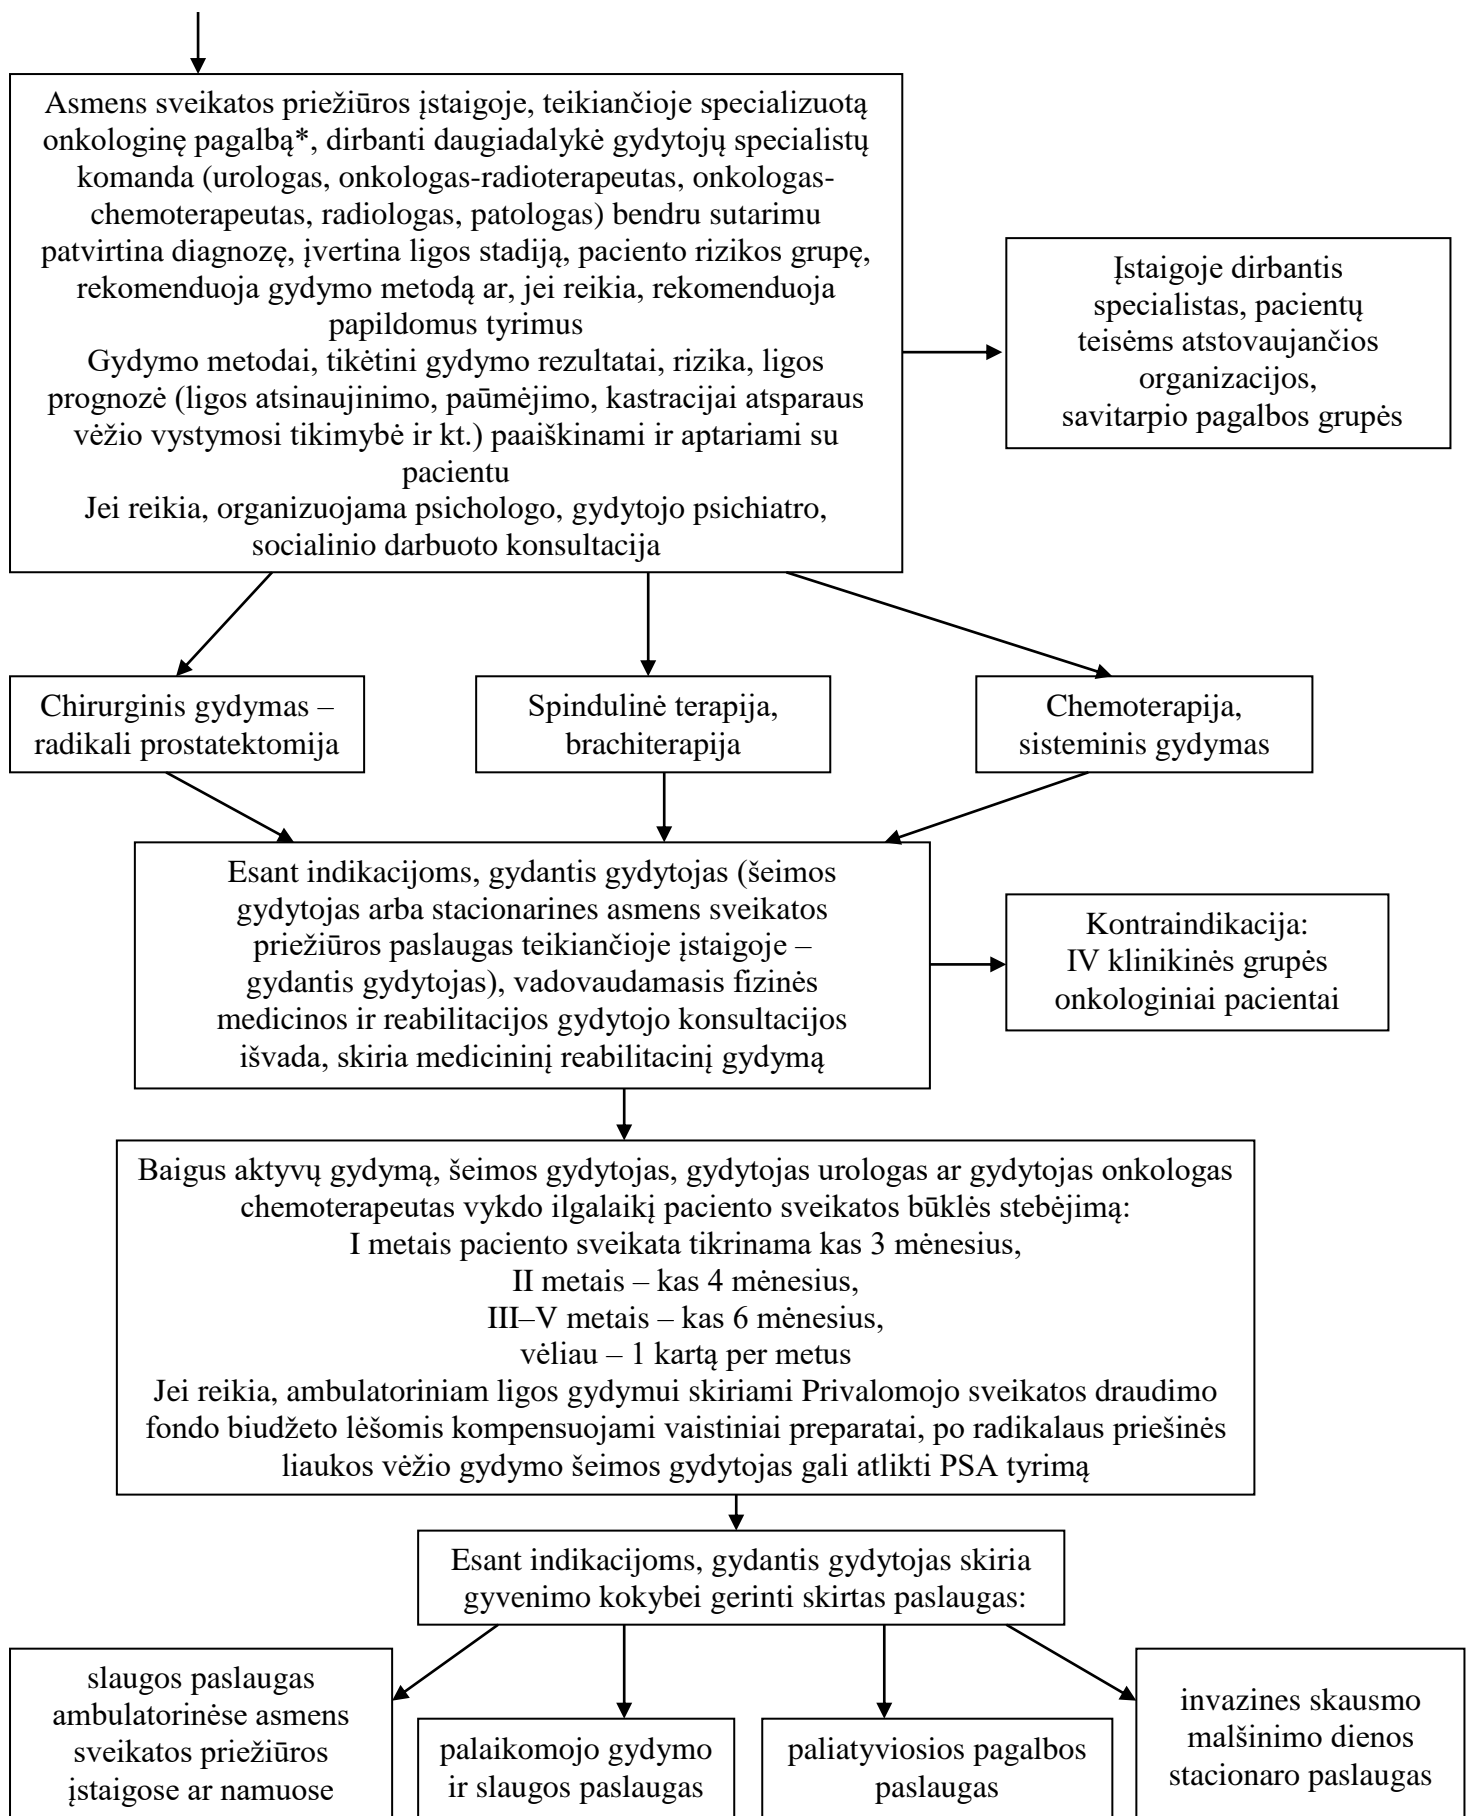 Asmens sveikatos priežiūros įstaigoje, teikiančioje specializuotą
onkologinę pagalbą*, dirbanti daugiadalykė gydytojų specialistų
komanda (urologas, onkologas-radioterapeutas, onkologas-
chemoterapeutas, radiologas, patologas) bendru sutarimu
patvirtina diagnozę, įvertina ligos stadiją, paciento rizikos grupę,
rekomenduoja gydymo metodą ar, jei reikia, rekomenduoja
papildomus tyrimus
Gydymo metodai, tikėtini gydymo rezultatai, rizika, ligos
prognozė (ligos atsinaujinimo, paūmėjimo, kastracijai atsparaus
vėžio vystymosi tikimybė ir kt.) paaiškinami ir aptariami su
pacientu
Jei reikia, organizuojama psichologo, gydytojo psichiatro,
socialinio darbuoto konsultacija
Įstaigoje dirbantis
specialistas, pacientų
teisėms atstovaujančios
organizacijos,
savitarpio pagalbos grupės
Chirurginis gydymas –
radikali prostatektomija
Spindulinė terapija,
brachiterapija
Chemoterapija,
sisteminis gydymas
Esant indikacijoms, gydantis gydytojas (šeimos
gydytojas arba stacionarines asmens sveikatos
priežiūros paslaugas teikiančioje įstaigoje –
gydantis gydytojas), vadovaudamasis fizinės
medicinos ir reabilitacijos gydytojo konsultacijos
išvada, skiria medicininį reabilitacinį gydymą
Kontraindikacija:
IV klinikinės grupės
onkologiniai pacientai
Baigus aktyvų gydymą, šeimos gydytojas, gydytojas urologas ar gydytojas onkologas
chemoterapeutas vykdo ilgalaikį paciento sveikatos būklės stebėjimą:
I metais paciento sveikata tikrinama kas 3 mėnesius,
II metais – kas 4 mėnesius,
III–V metais – kas 6 mėnesius,
vėliau – 1 kartą per metus
Jei reikia, ambulatoriniam ligos gydymui skiriami Privalomojo sveikatos draudimo
fondo biudžeto lėšomis kompensuojami vaistiniai preparatai, po radikalaus priešinės
liaukos vėžio gydymo šeimos gydytojas gali atlikti PSA tyrimą
Esant indikacijoms, gydantis gydytojas skiria
gyvenimo kokybei gerinti skirtas paslaugas:
slaugos paslaugas
ambulatorinėse asmens
sveikatos priežiūros
įstaigose ar namuose
palaikomojo gydymo
ir slaugos paslaugas
paliatyviosios pagalbos
paslaugas
invazines skausmo
malšinimo dienos
stacionaro paslaugas